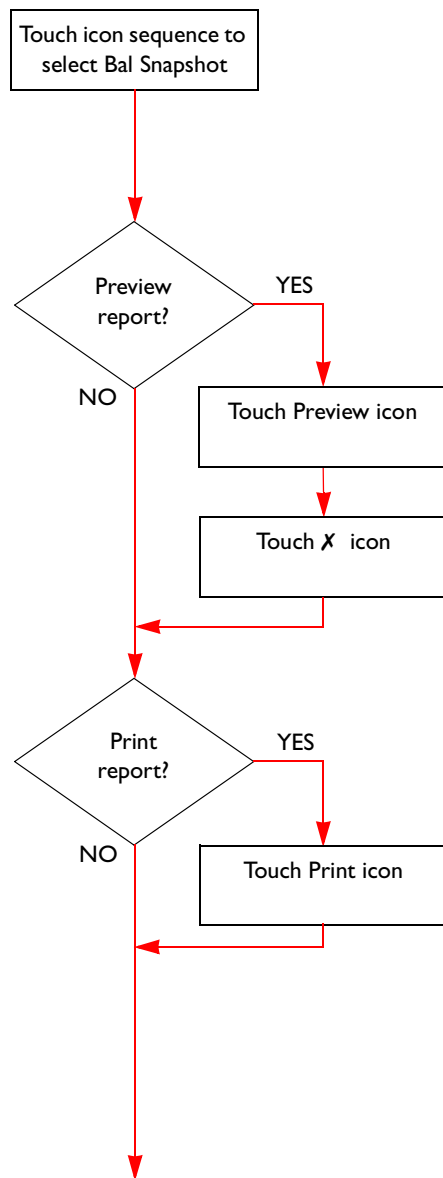 Touch icon sequence to
select Bal Snapshot
Preview
report?
YES
NO
Touch Preview icon
Touch ✗ icon
Print
report?
YES
NO
Touch Print icon